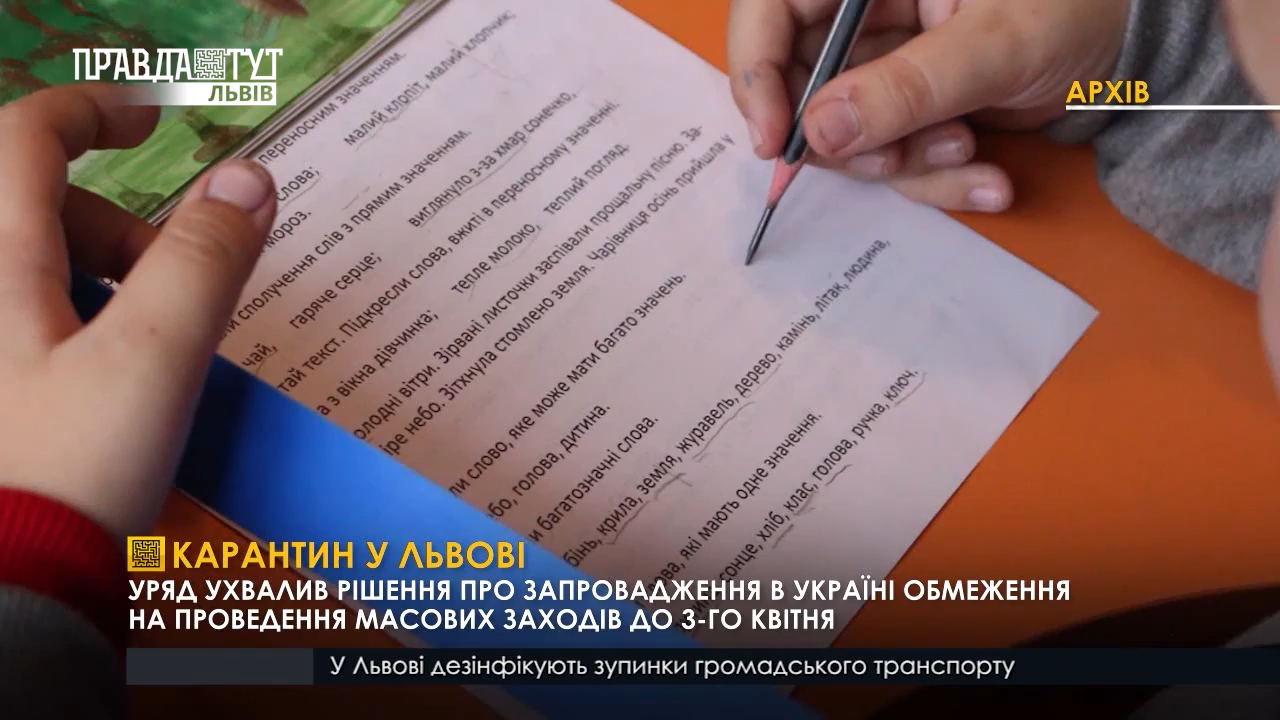 ПРАВДА ТУТ
ЛЬВІВ
АРХІВ
переносним значенням.
слова; малий клопіт, малий хлопчик;
мороз.
сполучення слів з прямим значенням.
гаряче серце; виглянуло з-за хмар сонечко,
чай,
текст. Підкресли слова, вжиті в переносному значенні.
а з вікна дівчинка; тепле молоко, теплий погляд.
олодні вітри. Зірвані листочки заспівали прощальну пісню. За-
іре небо. Зітхнула стомлено земля. Чарівниця осінь прийшла у
ли слово, яке може мати багато значень.
бо, голова, дитина.
и багатозначні слова.
бінь, крила, земля, журавель, дерево, камінь, літак, людина,
ова, які мають одне значення.
сонце, хліб, клас, голова, ручка, ключ.
КАРАНТИН У ЛЬВОВІ
УРЯД УХВАЛИВ РІШЕННЯ ПРО ЗАПРОВАДЖЕННЯ В УКРАЇНІ ОБМЕЖЕННЯ
НА ПРОВЕДЕННЯ МАСОВИХ ЗАХОДІВ ДО 3-ГО КВІТНЯ
У Львові дезінфікують зупинки громадського транспорту